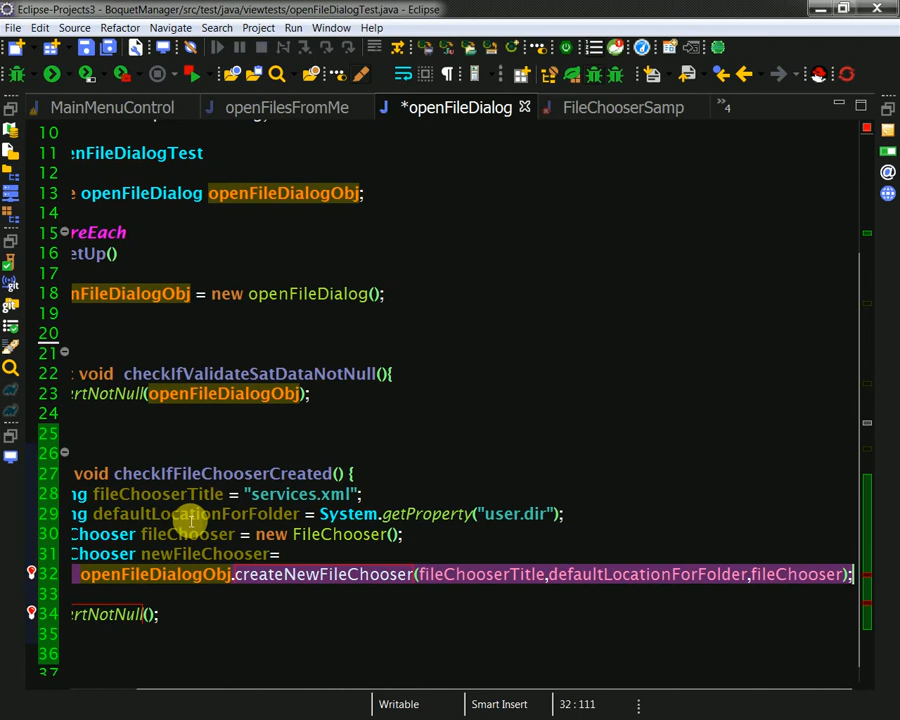 Eclipse-Projects3 - BoquetManager/src/test/java/viewtests/openFileDialogTest.java - Eclipse
File Edit Source Refactor Navigate Search Project Run Window Help
MainMenuControl openFilesFromMe *openFileDialog FileChooserSamp »4
10
11 enFileDialogTest
12
13 e openFileDialog openFileDialogObj;
14
15 reEach
16 etUp()
17
18 nFileDialogObj = new openFileDialog();
19
20
21
22 : void checkIfValidateSatDataNotNull(){
23 ertNotNull(openFileDialogObj);
24
25
26
27 void checkIfFileChooserCreated() {
28 ng fileChooserTitle = "services.xml";
29 ng defaultLocationForFolder = System.getProperty("user.dir");
30 Chooser fileChooser = new FileChooser();
31 Chooser newFileChooser=
32 openFileDialogObj.createNewFileChooser(fileChooserTitle,defaultLocationForFolder,fileChooser);
33
34 ertNotNull();
35
36
37
Writable Smart Insert 32 : 111